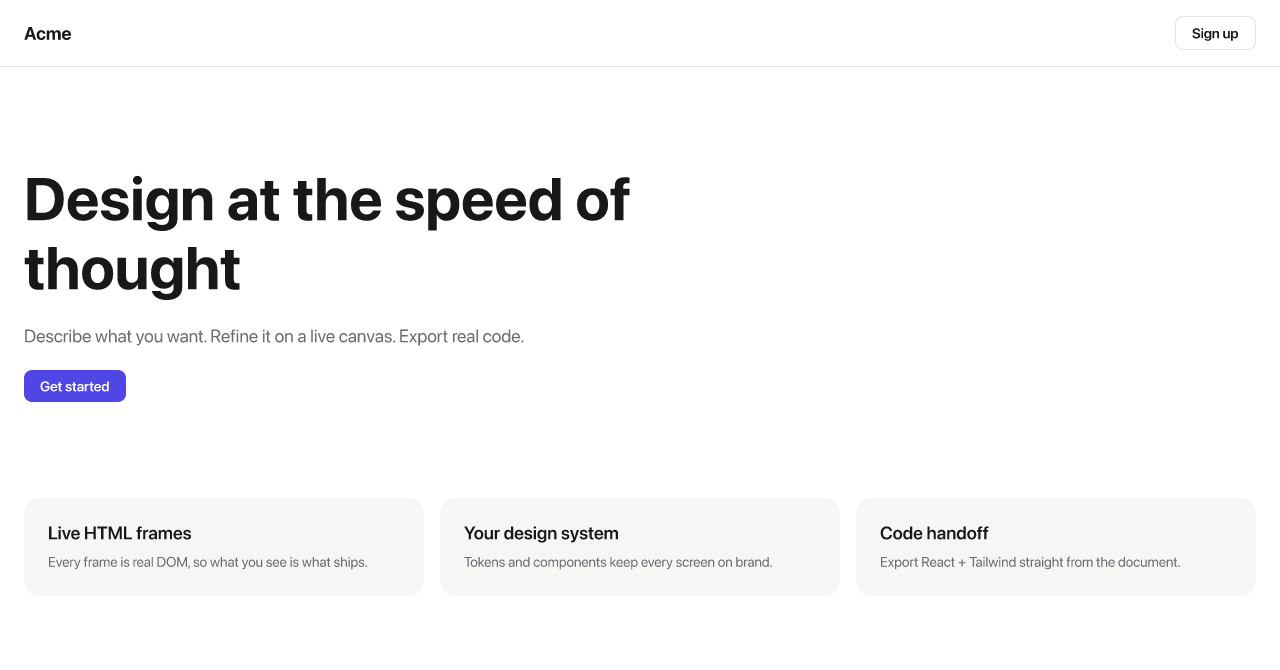 Acme
Sign up
Design at the speed of
thought
Describe what you want. Refine it on a live canvas. Export real code.
Get started
Live HTML frames
Every frame is real DOM, so what you see is what ships.
Your design system
Tokens and components keep every screen on brand.
Code handoff
Export React + Tailwind straight from the document.